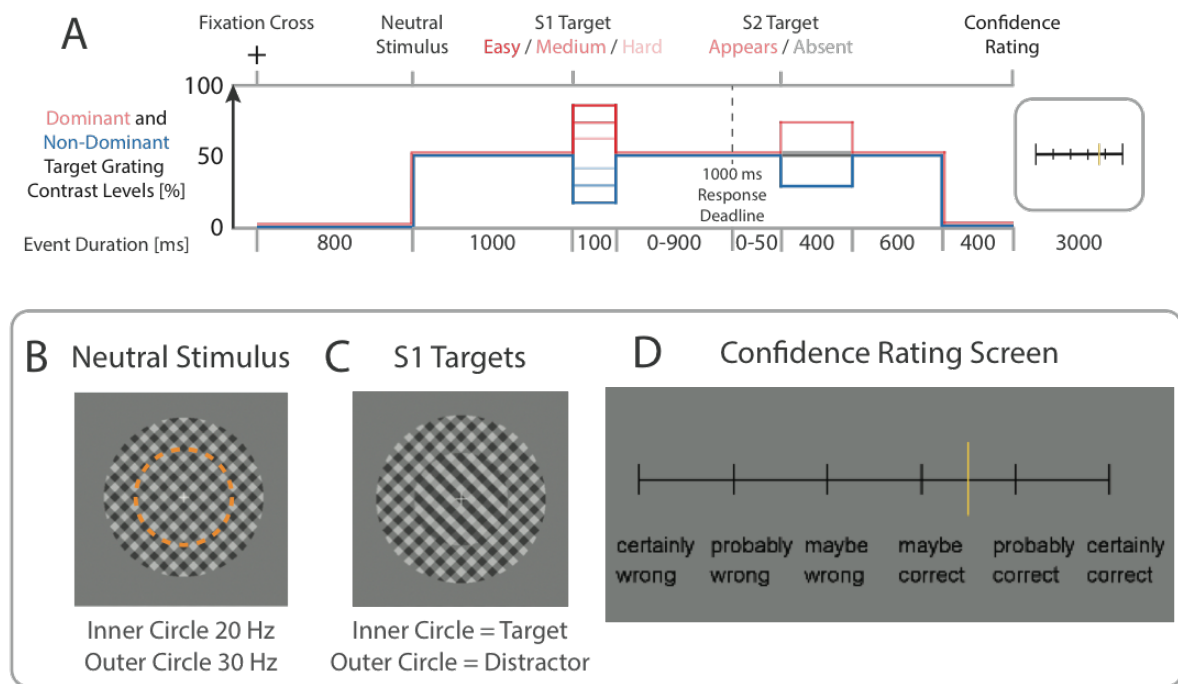 A
Fixation Cross
Neutral
Stimulus
S1 Target
Easy / Medium / Hard
S2 Target
Appears / Absent
Confidence
Rating
100
50
0
Dominant and
Non-Dominant
Target Grating
Contrast Levels [%]
1000 ms
Response
Deadline
Event Duration [ms]
800
1000
100
0-900
0-50
400
600
400
3000
B
Neutral Stimulus
Inner Circle 20 Hz
Outer Circle 30 Hz
C
S1 Targets
Inner Circle = Target
Outer Circle = Distractor
D
Confidence Rating Screen
certainly
wrong
probably
wrong
maybe
wrong
maybe
correct
probably
correct
certainly
correct